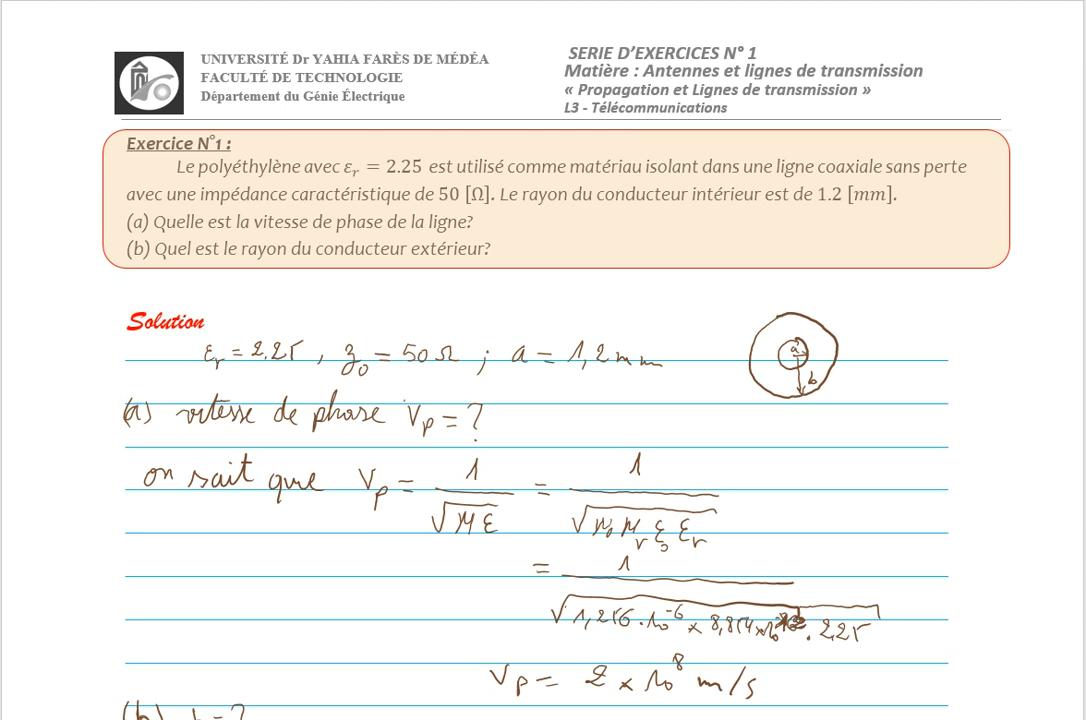 UNIVERSITÉ Dr YAHIA FARÈS DE MÉDÉA
FACULTÉ DE TECHNOLOGIE
Département du Génie Électrique
SERIE D'EXERCICES N° 1
Matière : Antennes et lignes de transmission
« Propagation et Lignes de transmission »
L3 - Télécommunications
Exercice N°1 :
Le polyéthylène avec εr = 2.25 est utilisé comme matériau isolant dans une ligne coaxiale sans perte
avec une impédance caractéristique de 50 [Ω]. Le rayon du conducteur intérieur est de 1.2 [mm].
(a) Quelle est la vitesse de phase de la ligne?
(b) Quel est le rayon du conducteur extérieur?
Solution
εr = 2,25 , z0 = 50 Ω ; a = 1,2 mm
a
b
(a) vitesse de phase Vp = ?
on sait que Vp = 1/√(με) = 1/√(μ0 μr ε0 εr)
= 1/√(1,256 . 10^-6 × 8,854 × 10^-12 . 2,25)
Vp = 2 × 10^8 m/s
(b) b = ?